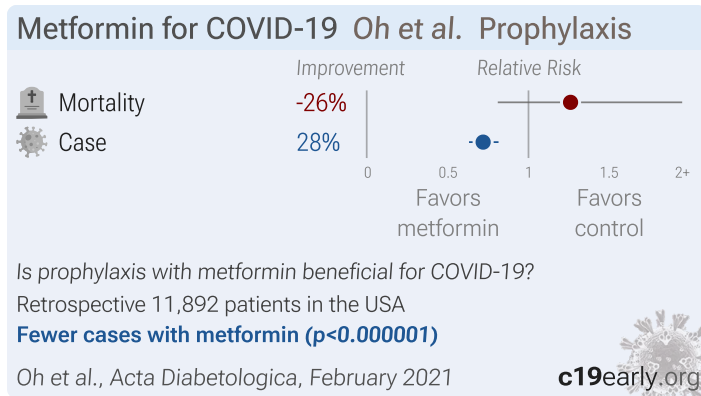 Metformin for COVID-19 Oh et al. Prophylaxis
Improvement Relative Risk
Mortality -26%
Case 28%
0 0.5 1 1.5 2+
Favors metformin Favors control
Is prophylaxis with metformin beneficial for COVID-19?
Retrospective 11,892 patients in the USA
Fewer cases with metformin (p<0.000001)
Oh et al., Acta Diabetologica, February 2021 c19early.org